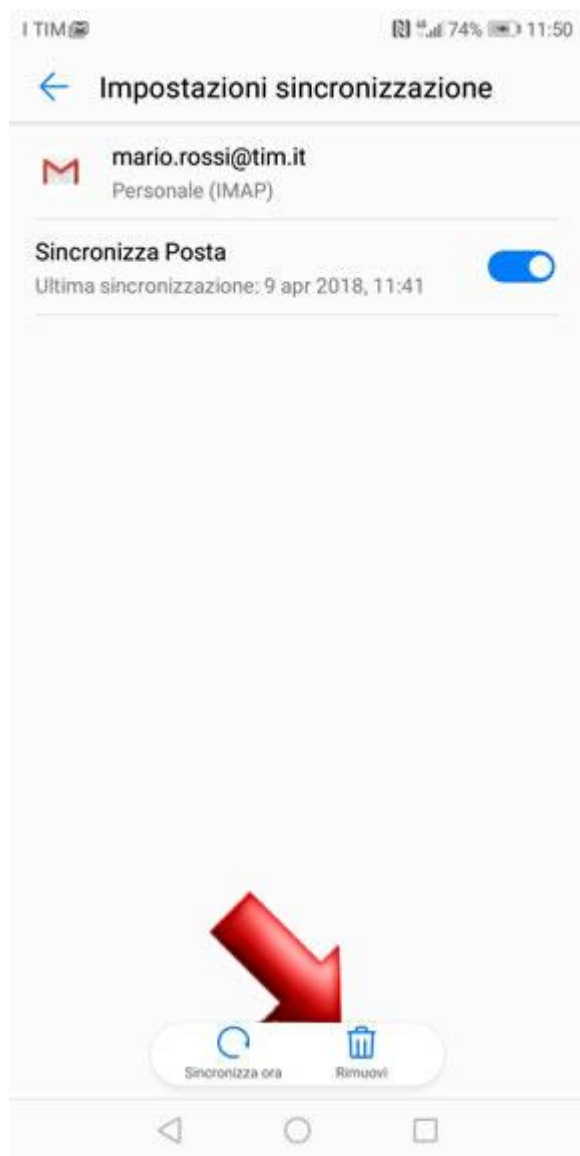 I TIM 74% 11:50
Impostazioni sincronizzazione
mario.rossi@tim.it
Personale (IMAP)
Sincronizza Posta
Ultima sincronizzazione: 9 apr 2018, 11:41
Sincronizza ora Rimuovi